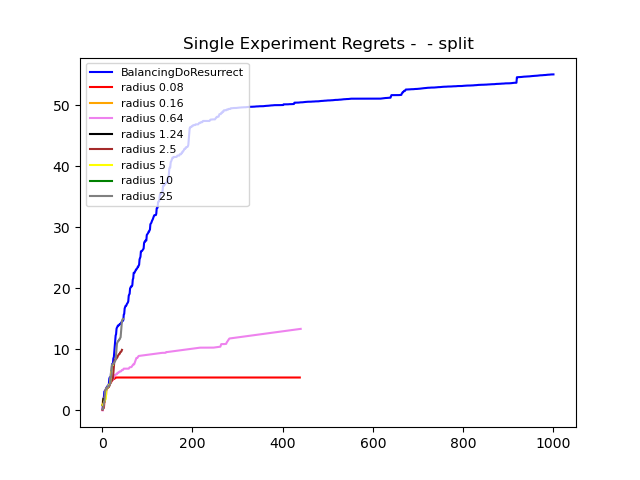 Single Experiment Regrets -  - split
BalancingDoResurrect
radius 0.08
radius 0.16
radius 0.64
radius 1.24
radius 2.5
radius 5
radius 10
radius 25
50
40
30
20
10
0
0 200 400 600 800 1000